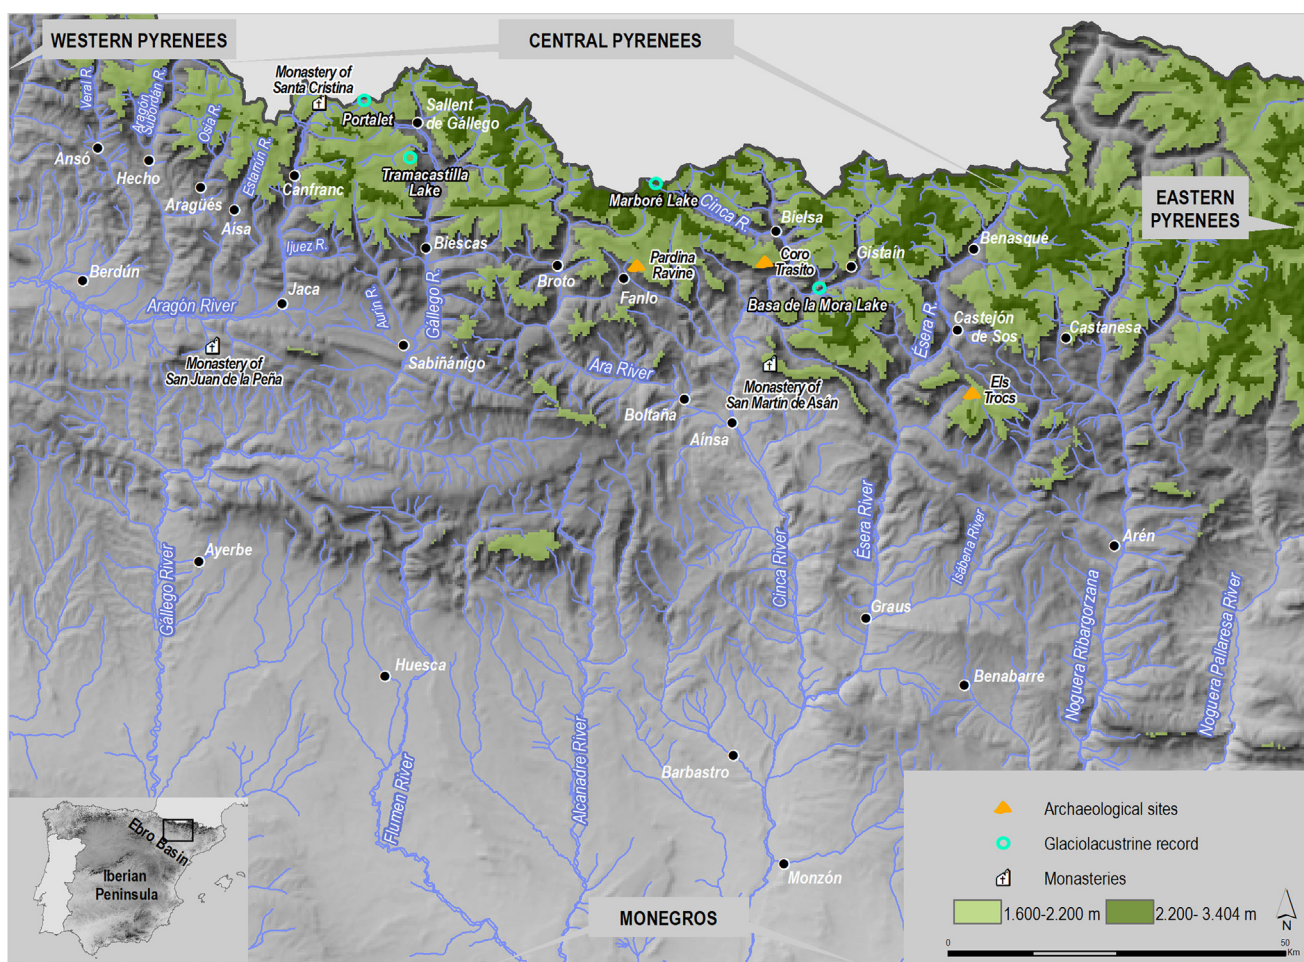 WESTERN PYRENEES
CENTRAL PYRENEES
EASTERN
PYRENEES
Monastery of
Santa Cristina
Veral R.
Aragón
Subordán R.
Osia R.
Estarrún R.
Portalet
Sallent
de Gállego
Ansó
Hecho
Aragüés
Aisa
Canfranc
Tramacastilla
Lake
Marboré Lake
Cinca R.
Bielsa
Ijuez R.
Biescas
Broto
Pardina
Ravine
Fanlo
Coro
Trasito
Gistaín
Benasque
Berdún
Aragón River
Jaca
Aurín R.
Gállego R.
Basa de la Mora Lake
Ésera R.
Castejón
de Sos
Castanesa
Monastery of
San Juan de la Peña
Sabiñánigo
Ara River
Monastery of
San Martín de Asán
Els
Trocs
Boltaña
Aínsa
Ayerbe
Gállego River
Cinca River
Ésera River
Isábena River
Arén
Graus
Huesca
Benabarre
Noguera Ribargorzana
Noguera Pallaresa River
Flumen River
Alcanadre River
Barbastro
Monzón
MONEGROS
Ebro Basin
Iberian
Peninsula
Archaeological sites
Glaciolacustrine record
Monasteries
1.600-2.200 m
2.200- 3.404 m
N
0
50
Km